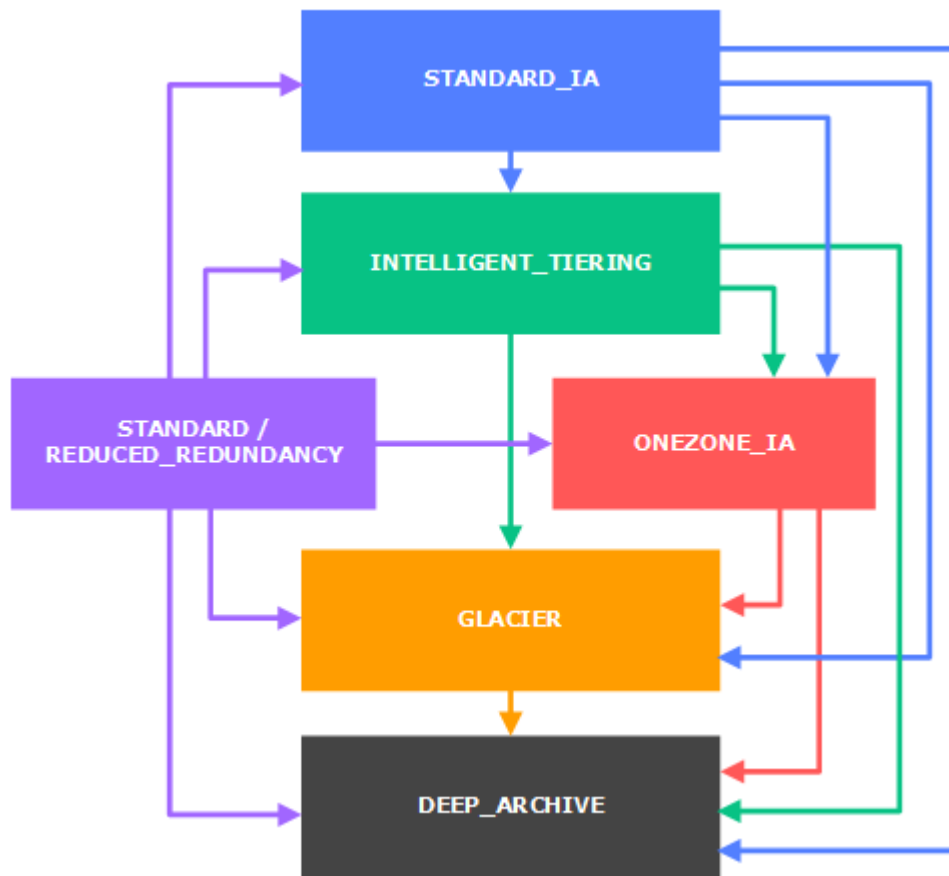 STANDARD_IA
INTELLIGENT_TIERING
STANDARD /
REDUCED_REDUNDANCY
ONEZONE_IA
GLACIER
DEEP_ARCHIVE